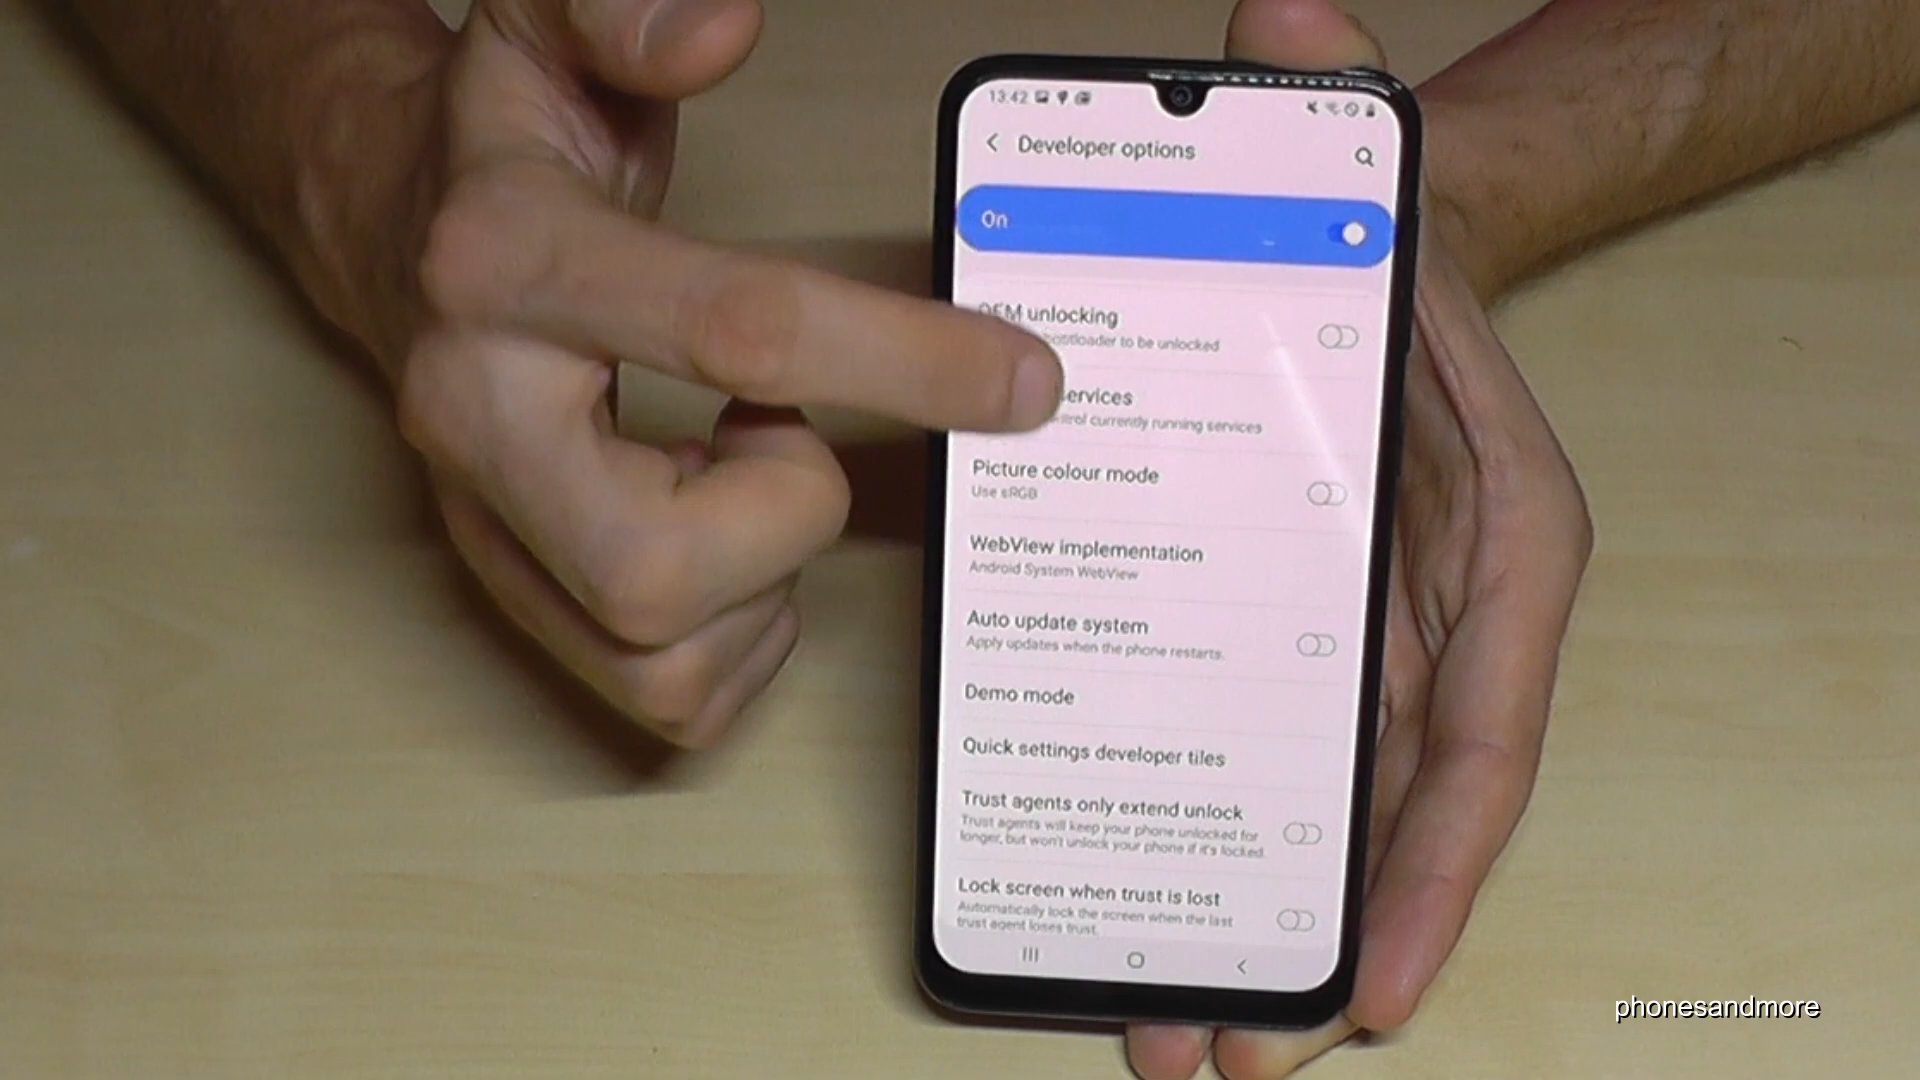 13:42
Developer options
On
OEM unlocking
bootloader to be unlocked
services
control currently running services
Picture colour mode
Use sRGB
WebView implementation
Android System WebView
Auto update system
Apply updates when the phone restarts.
Demo mode
Quick settings developer tiles
Trust agents only extend unlock
Trust agents will keep your phone unlocked for
longer, but won't unlock your phone if it's locked.
Lock screen when trust is lost
Automatically lock the screen when the last
trust agent loses trust.
phonesandmore